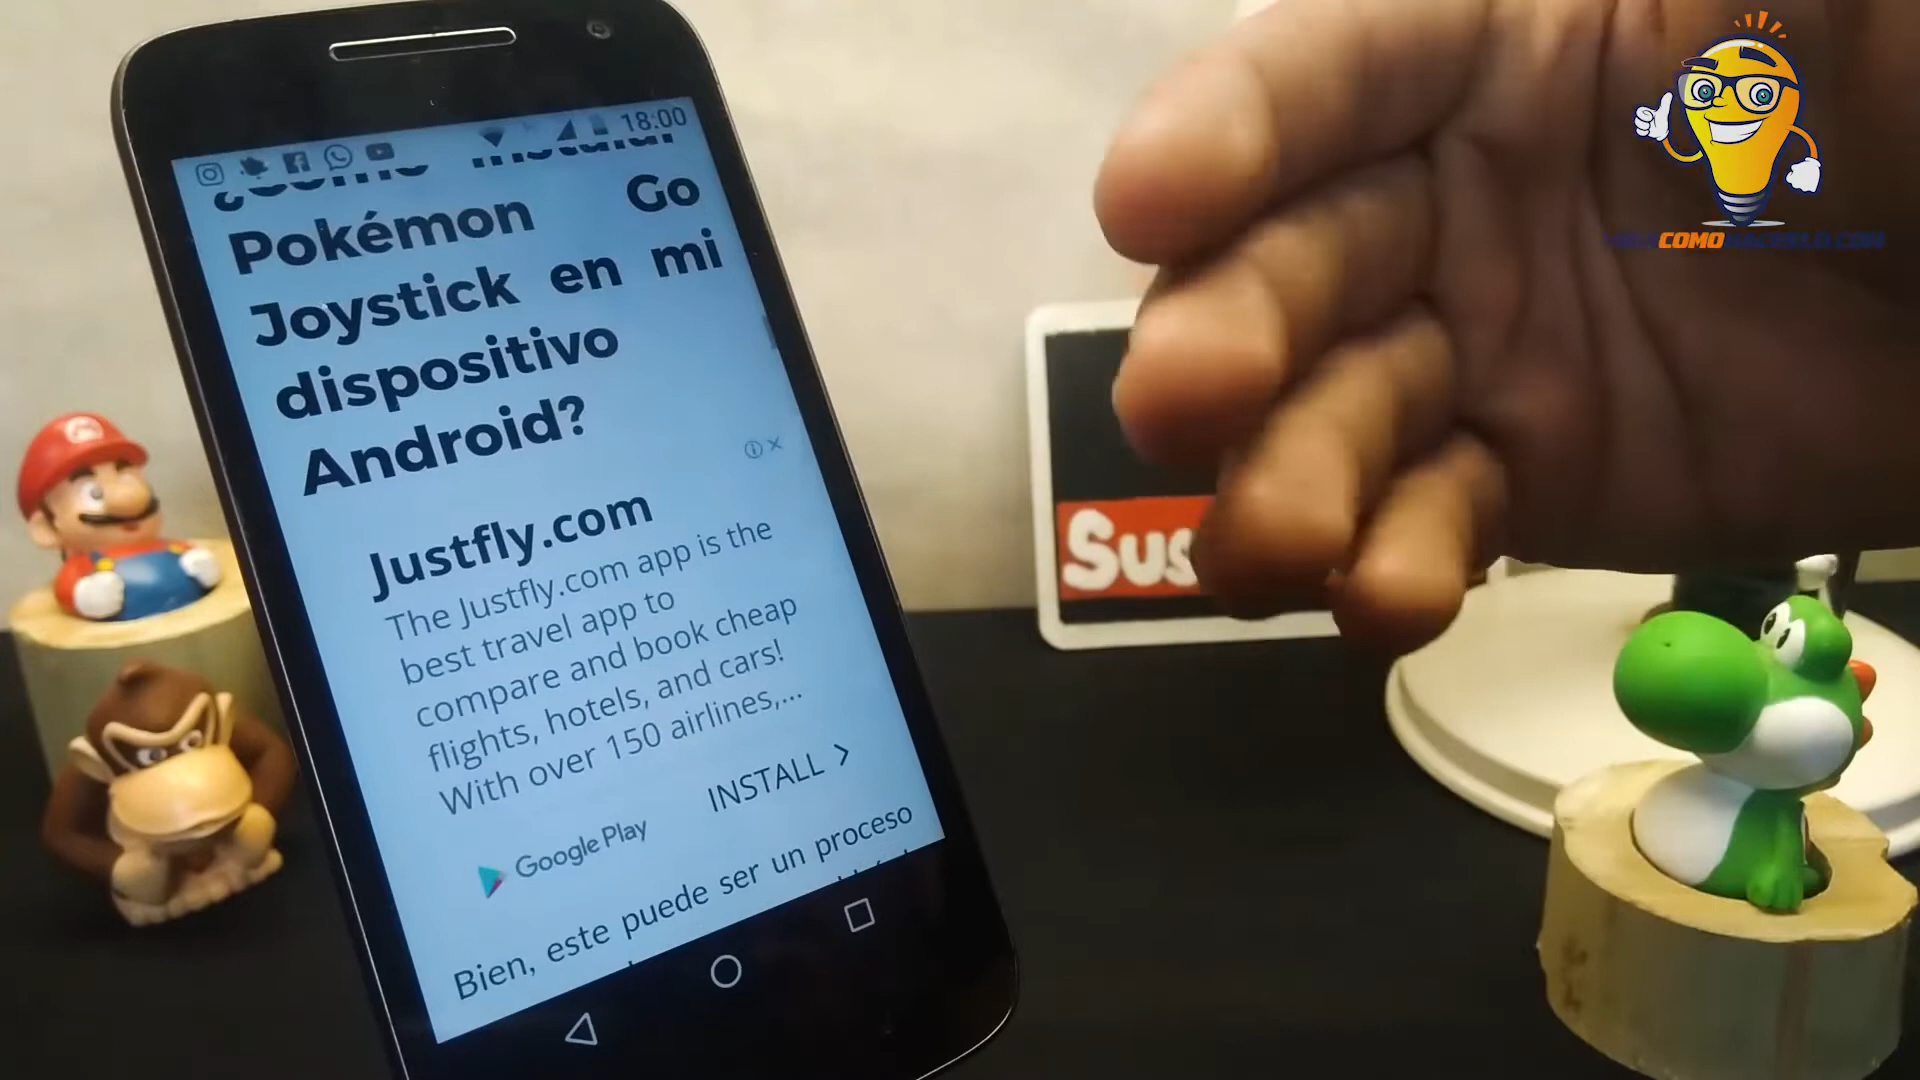 18:00
Pokémon Go
Joystick en mi
dispositivo
Android?
Justfly.com
The Justfly.com app is the
best travel app to
compare and book cheap
flights, hotels, and cars!
With over 150 airlines,...
INSTALL >
Google Play
Bien, este puede ser un proceso
Sus
COMO